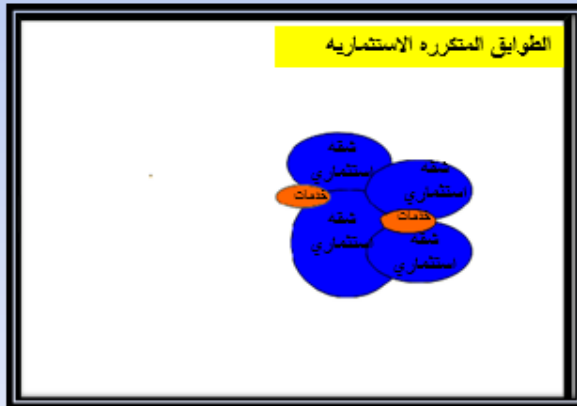 الطوابق المتكرره الاستثماريه
شقه
استثماري
شقه
استثماري
خدمات
خدمات
شقه
استثماري
شقه
استثماري